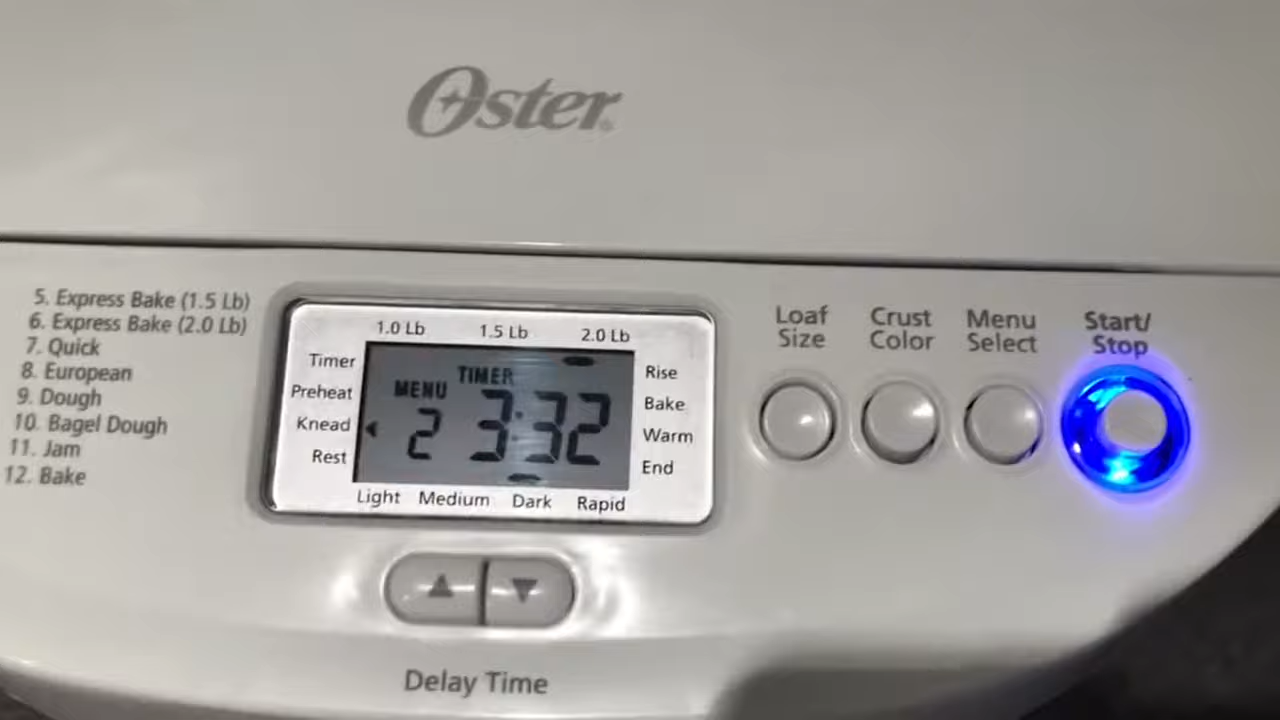 Oster
5. Express Bake (1.5 Lb)
6. Express Bake (2.0 Lb)
7. Quick
8. European
9. Dough
10. Bagel Dough
11. Jam
12. Bake
1.0 Lb 1.5 Lb 2.0 Lb
Timer
Preheat
Knead
Rest
MENU TIMER
2 3:32
Rise
Bake
Warm
End
Light Medium Dark Rapid
Loaf
Size
Crust
Color
Menu
Select
Start/
Stop
Delay Time